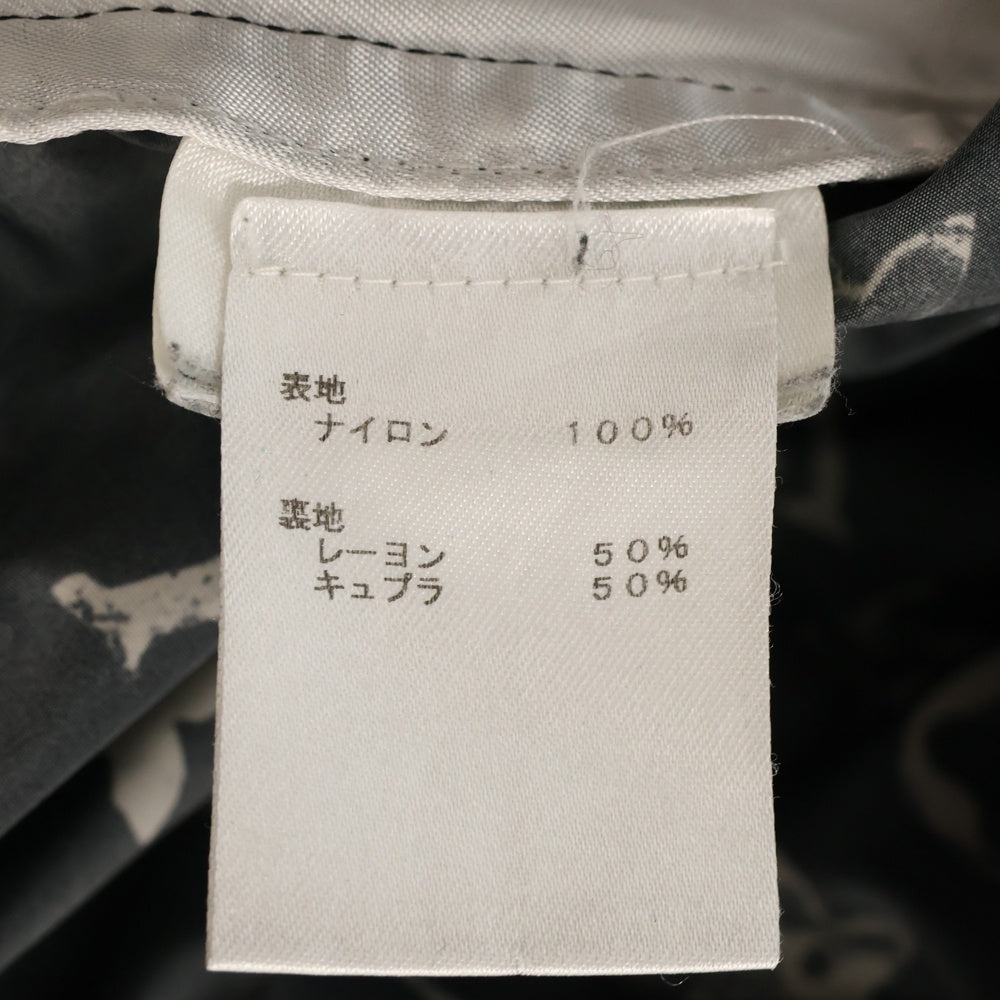 表地
ナイロン 100%
裏地
レーヨン 50%
キュプラ 50%